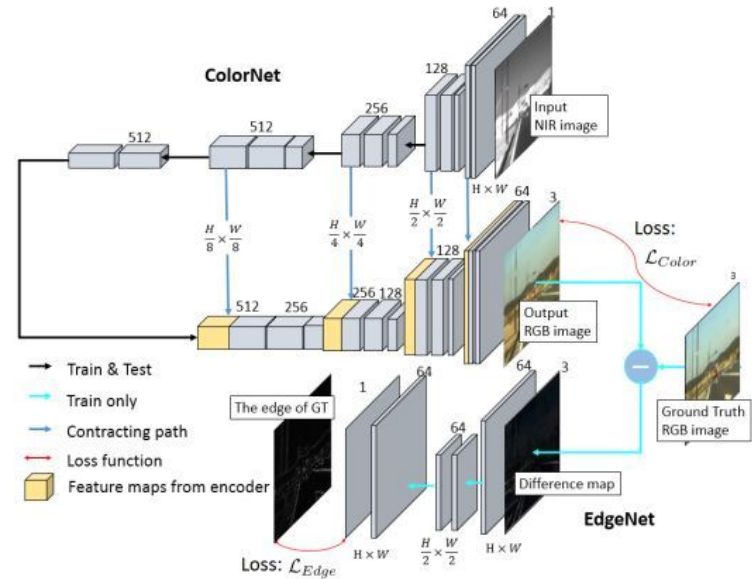 ColorNet
64
1
128
256
512
512
Input
NIR image
H × W
H/8 × W/8
H/4 × W/4
H/2 × W/2
64
3
128
256
128
512
256
Loss:
ℒ_Color
3
Output
RGB image
−
Ground Truth
RGB image
Train & Test
Train only
Contracting path
Loss function
Feature maps from encoder
The edge of GT
1
64
64
64
3
Difference map
EdgeNet
H × W
H/2 × W/2
H × W
Loss: ℒ_Edge